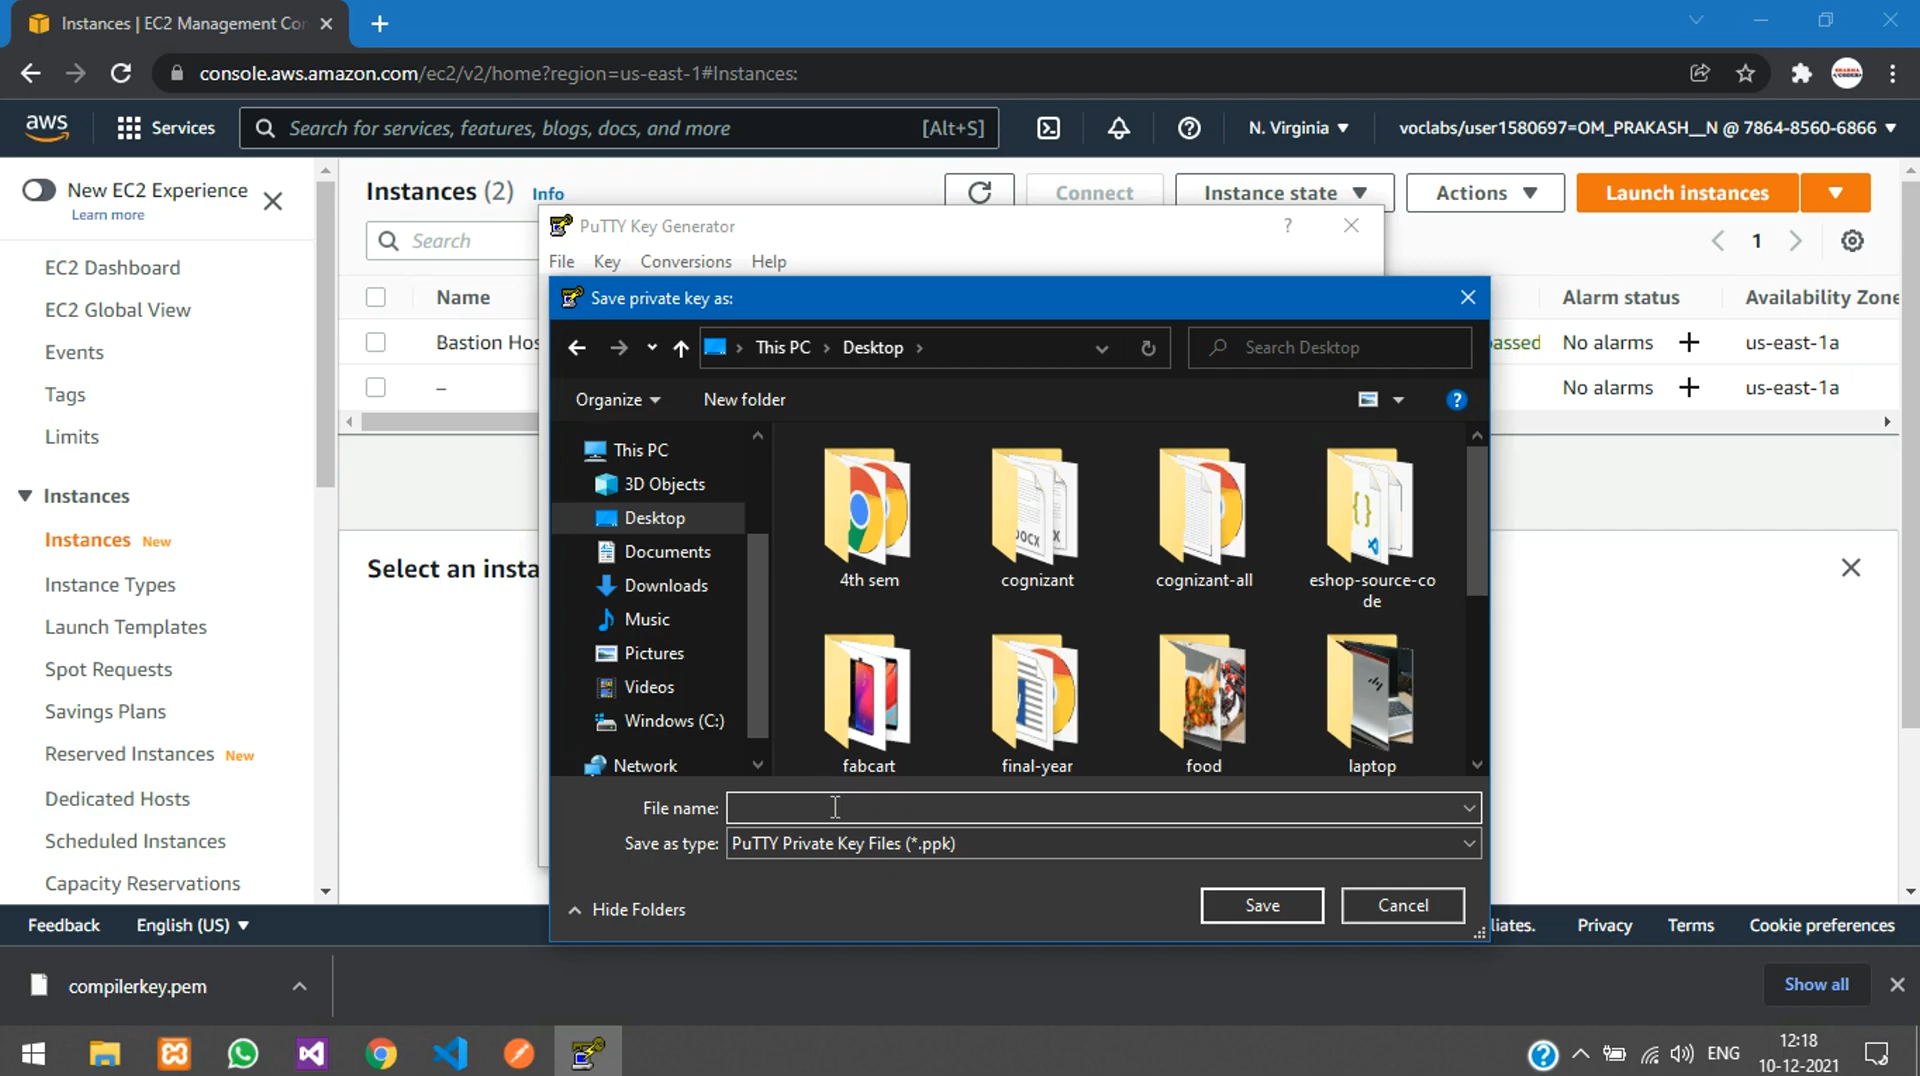 Instances | EC2 Management Con
console.aws.amazon.com/ec2/v2/home?region=us-east-1#Instances:
aws
Services
Search for services, features, blogs, docs, and more
[Alt+S]
N. Virginia
voclabs/user1580697=OM_PRAKASH__N @ 7864-8560-6866
New EC2 Experience
Learn more
EC2 Dashboard
EC2 Global View
Events
Tags
Limits
Instances
Instances New
Instance Types
Launch Templates
Spot Requests
Savings Plans
Reserved Instances New
Dedicated Hosts
Scheduled Instances
Capacity Reservations
Instances (2) Info
Connect
Instance state
Actions
Launch instances
Search
1
Name
Alarm status
Availability Zone
Bastion Hos
assed
No alarms
us-east-1a
–
No alarms
us-east-1a
Select an insta
PuTTY Key Generator
?
File
Key
Conversions
Help
Save private key as:
This PC
Desktop
Search Desktop
Organize
New folder
This PC
3D Objects
Desktop
Documents
Downloads
Music
Pictures
Videos
Windows (C:)
Network
4th sem
cognizant
cognizant-all
eshop-source-co
de
fabcart
final-year
food
laptop
File name:
Save as type:
PuTTY Private Key Files (*.ppk)
Hide Folders
Save
Cancel
Feedback
English (US)
liates.
Privacy
Terms
Cookie preferences
compilerkey.pem
Show all
ENG
12:18
10-12-2021